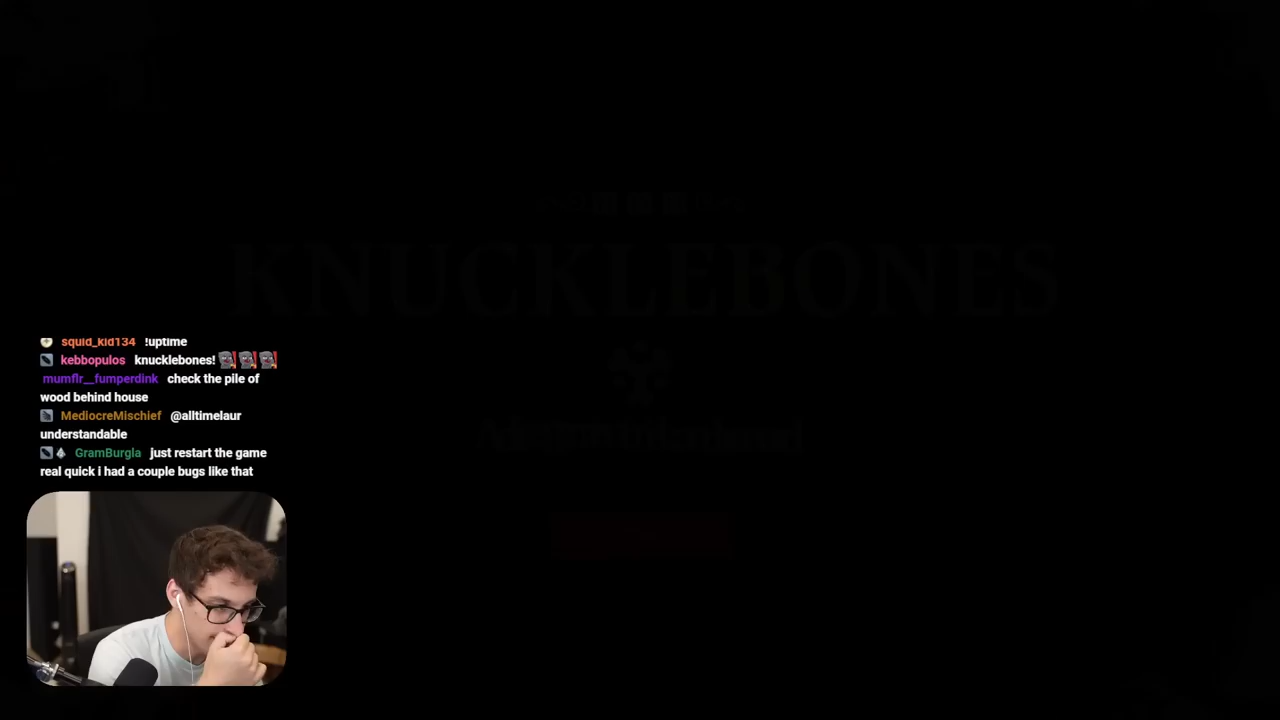 KNUCKLEBONES
squid_kid134 !uptime
kebbopulos knucklebones!
mumflr__fumperdink check the pile of
wood behind house
MediocreMischief @alltimelaur
understandable
GramBurgla just restart the game
real quick i had a couple bugs like that